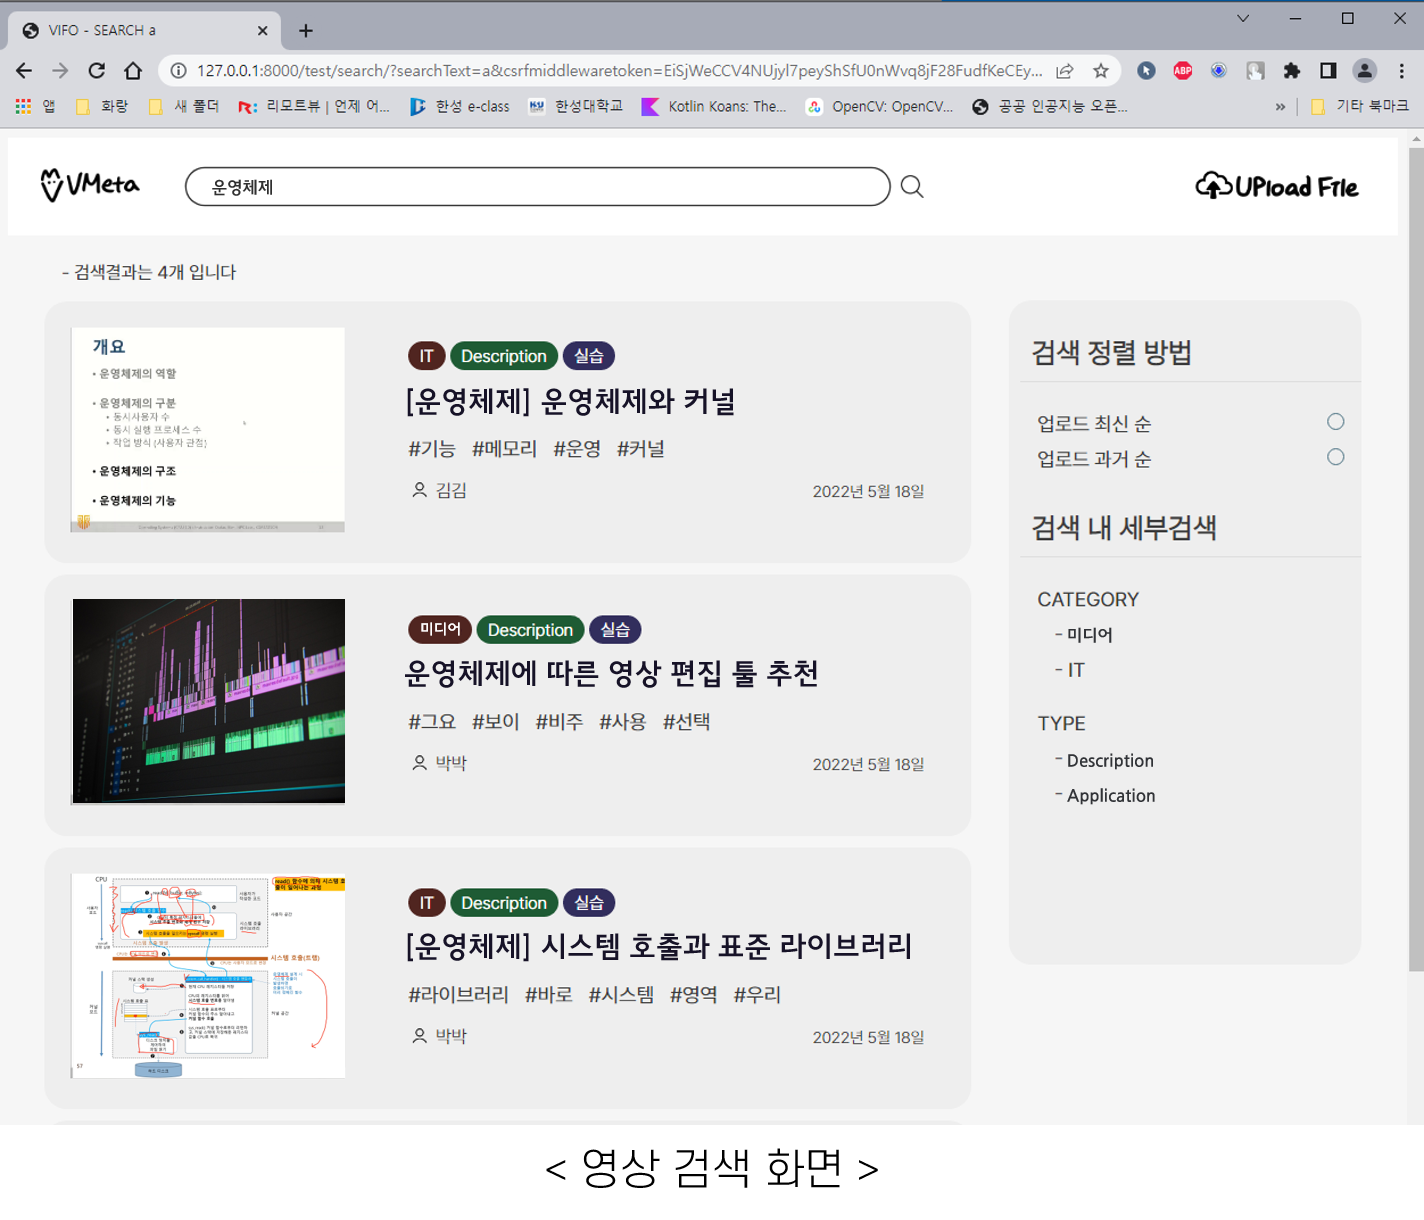 VIFO - SEARCH a
127.0.0.1:8000/test/search/?searchText=a&csrfmiddlewaretoken=EiSjWeCCV4NUjyl7peyShSfU0nWvq8jF28FudfKeCEy...
ABP
앱 화랑 새 폴더 리모트뷰 | 언제 어... 한성 e-class 한성대학교 Kotlin Koans: The... OpenCV: OpenCV... 공공 인공지능 오픈... » 기타 북마크
VMeta
운영체제
UPload File
- 검색결과는 4개 입니다
개요
• 운영체제의 역할
• 운영체제의 구분
• 동시사용자 수
• 동시 실행 프로세스 수
• 작업 방식 (사용자 관점)
• 운영체제의 구조
• 운영체제의 기능
IT Description 실습
[운영체제] 운영체제와 커널
#기능 #메모리 #운영 #커널
김김 2022년 5월 18일
미디어 Description 실습
운영체제에 따른 영상 편집 툴 추천
#그요 #보이 #비주 #사용 #선택
박박 2022년 5월 18일
CPU
시스템 호출(트랩)
57
IT Description 실습
[운영체제] 시스템 호출과 표준 라이브러리
#라이브러리 #바로 #시스템 #영역 #우리
박박 2022년 5월 18일
검색 정렬 방법
업로드 최신 순
업로드 과거 순
검색 내 세부검색
CATEGORY
- 미디어
- IT
TYPE
- Description
- Application
< 영상 검색 화면 >